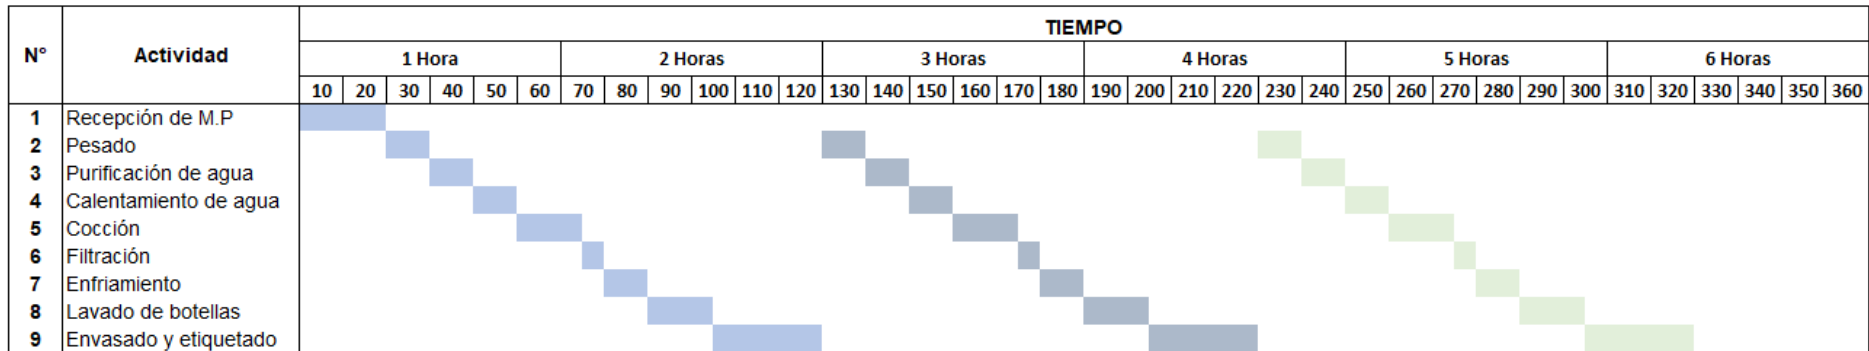 TIEMPO
N° Actividad 1 Hora 2 Horas 3 Horas 4 Horas 5 Horas 6 Horas
10 20 30 40 50 60 70 80 90 100 110 120 130 140 150 160 170 180 190 200 210 220 230 240 250 260 270 280 290 300 310 320 330 340 350 360
1 Recepción de M.P
2 Pesado
3 Purificación de agua
4 Calentamiento de agua
5 Cocción
6 Filtración
7 Enfriamiento
8 Lavado de botellas
9 Envasado y etiquetado